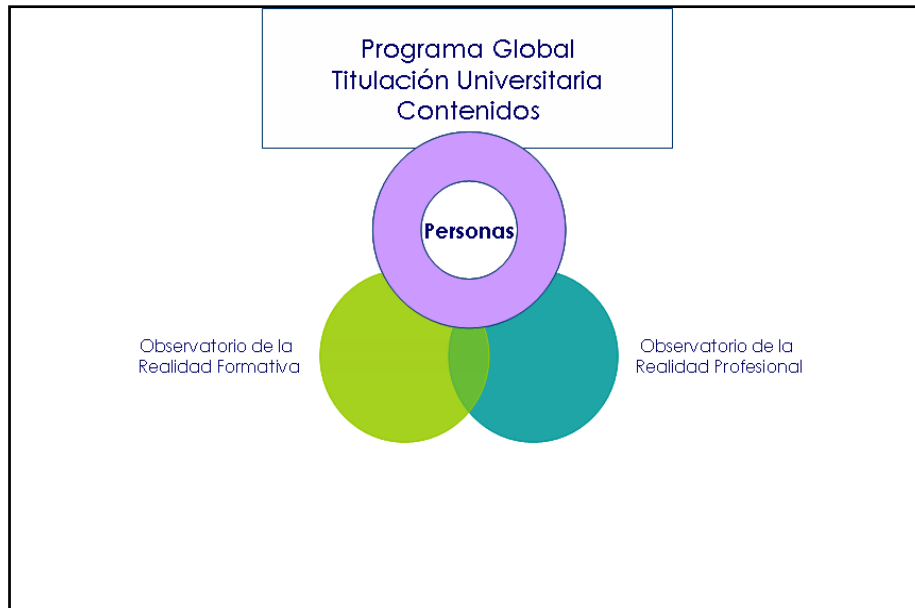 Programa Global
Titulación Universitaria
Contenidos
Personas
Observatorio de la
Realidad Formativa
Observatorio de la
Realidad Profesional